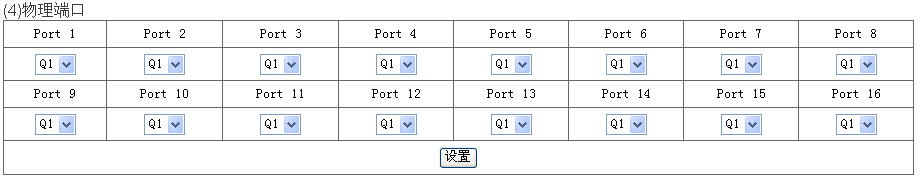 (4)物理端口
Port 1 Port 2 Port 3 Port 4 Port 5 Port 6 Port 7 Port 8
Q1 Q1 Q1 Q1 Q1 Q1 Q1 Q1
Port 9 Port 10 Port 11 Port 12 Port 13 Port 14 Port 15 Port 16
Q1 Q1 Q1 Q1 Q1 Q1 Q1 Q1
设置